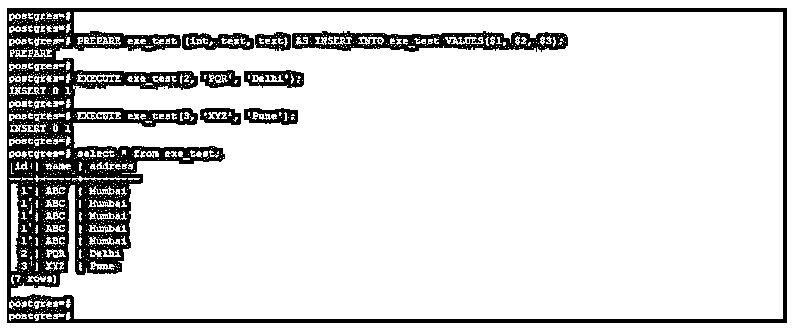 postgres=#
postgres=#
postgres=# PREPARE exe_test (int, text, text) AS INSERT INTO exe_test VALUES($1, $2, $3);
PREPARE
postgres=#
postgres=# EXECUTE exe_test(2, 'PQR', 'Delhi');
INSERT 0 1
postgres=#
postgres=# EXECUTE exe_test(3, 'XYZ', 'Pune');
INSERT 0 1
postgres=#
postgres=# select * from exe_test;
id | name | address
----+------+---------
1 | ABC | Mumbai
1 | ABC | Mumbai
1 | ABC | Mumbai
1 | ABC | Mumbai
1 | ABC | Mumbai
2 | PQR | Delhi
3 | XYZ | Pune
(7 rows)
postgres=#
postgres=#